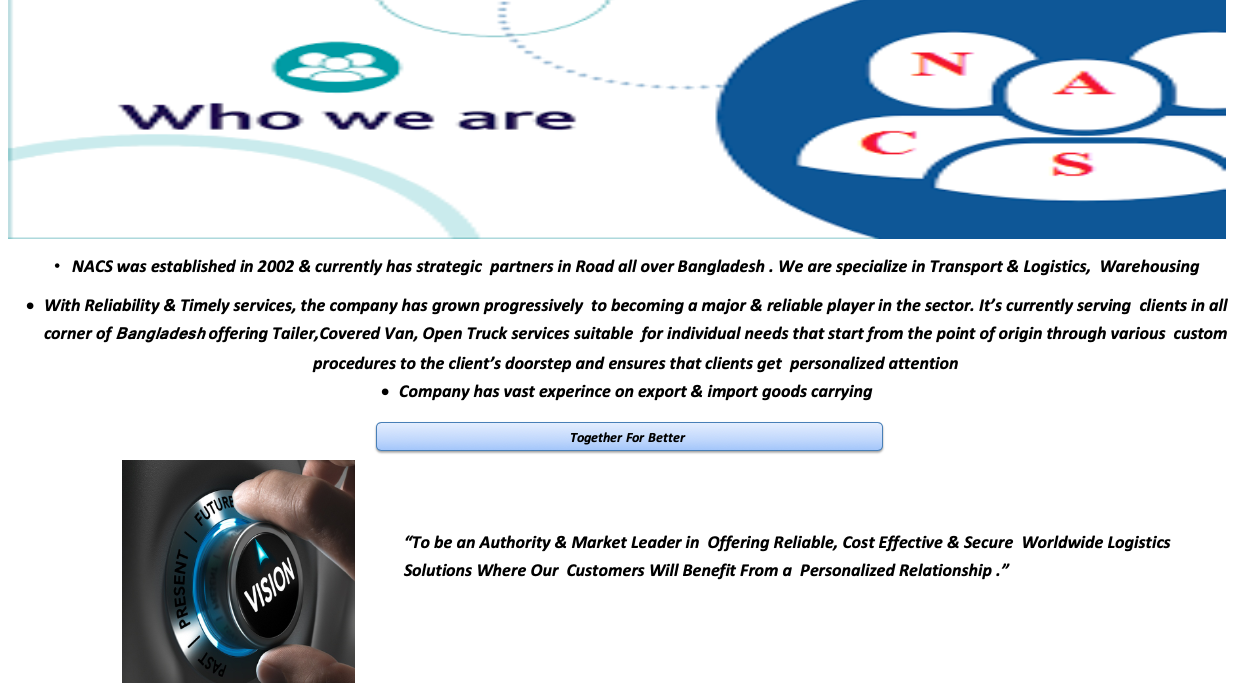 N
A
C
S
Who we are
• NACS was established in 2002 & currently has strategic partners in Road all over Bangladesh . We are specialize in Transport & Logistics, Warehousing
• With Reliability & Timely services, the company has grown progressively to becoming a major & reliable player in the sector. It’s currently serving clients in all
corner of Bangladesh offering Tailer,Covered Van, Open Truck services suitable for individual needs that start from the point of origin through various custom
procedures to the client’s doorstep and ensures that clients get personalized attention
• Company has vast experince on export & import goods carrying
Together For Better
FUTURE
PRESENT
PAST
VISION
“To be an Authority & Market Leader in Offering Reliable, Cost Effective & Secure Worldwide Logistics
Solutions Where Our Customers Will Benefit From a Personalized Relationship .”